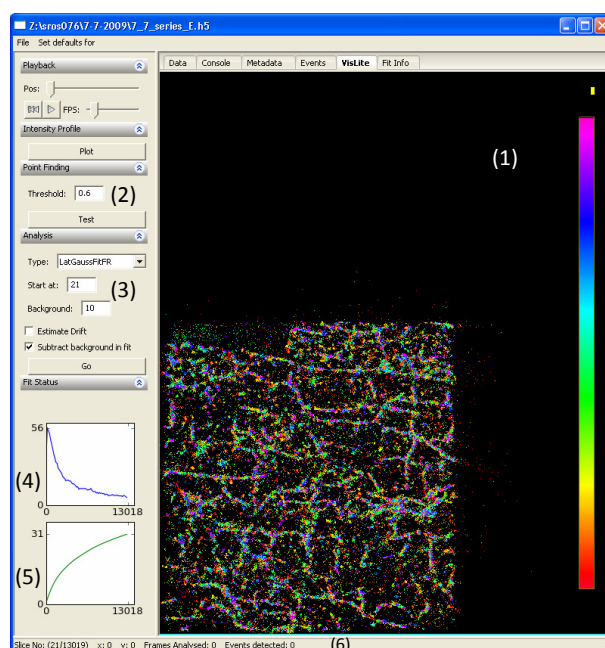 Z:\sros076\7-7-2009\7_7_series_E.h5
File Set defaults for
Playback
Pos:
FPS:
Intensity Profile
Plot
Point Finding
Threshold: 0.6 (2)
Test
Analysis
Type: LatGaussFitFR
Start at: 21
(3)
Background: 10
Estimate Drift
Subtract background in fit
Go
Fit Status
56
(4)
0
0 13018
31
(5)
0
0 13018
Data Console Metadata Events VisLite Fit Info
(1)
Slice No: (21/13019) x: 0 y: 0 Frames Analysed: 0 Events detected: 0 (6)